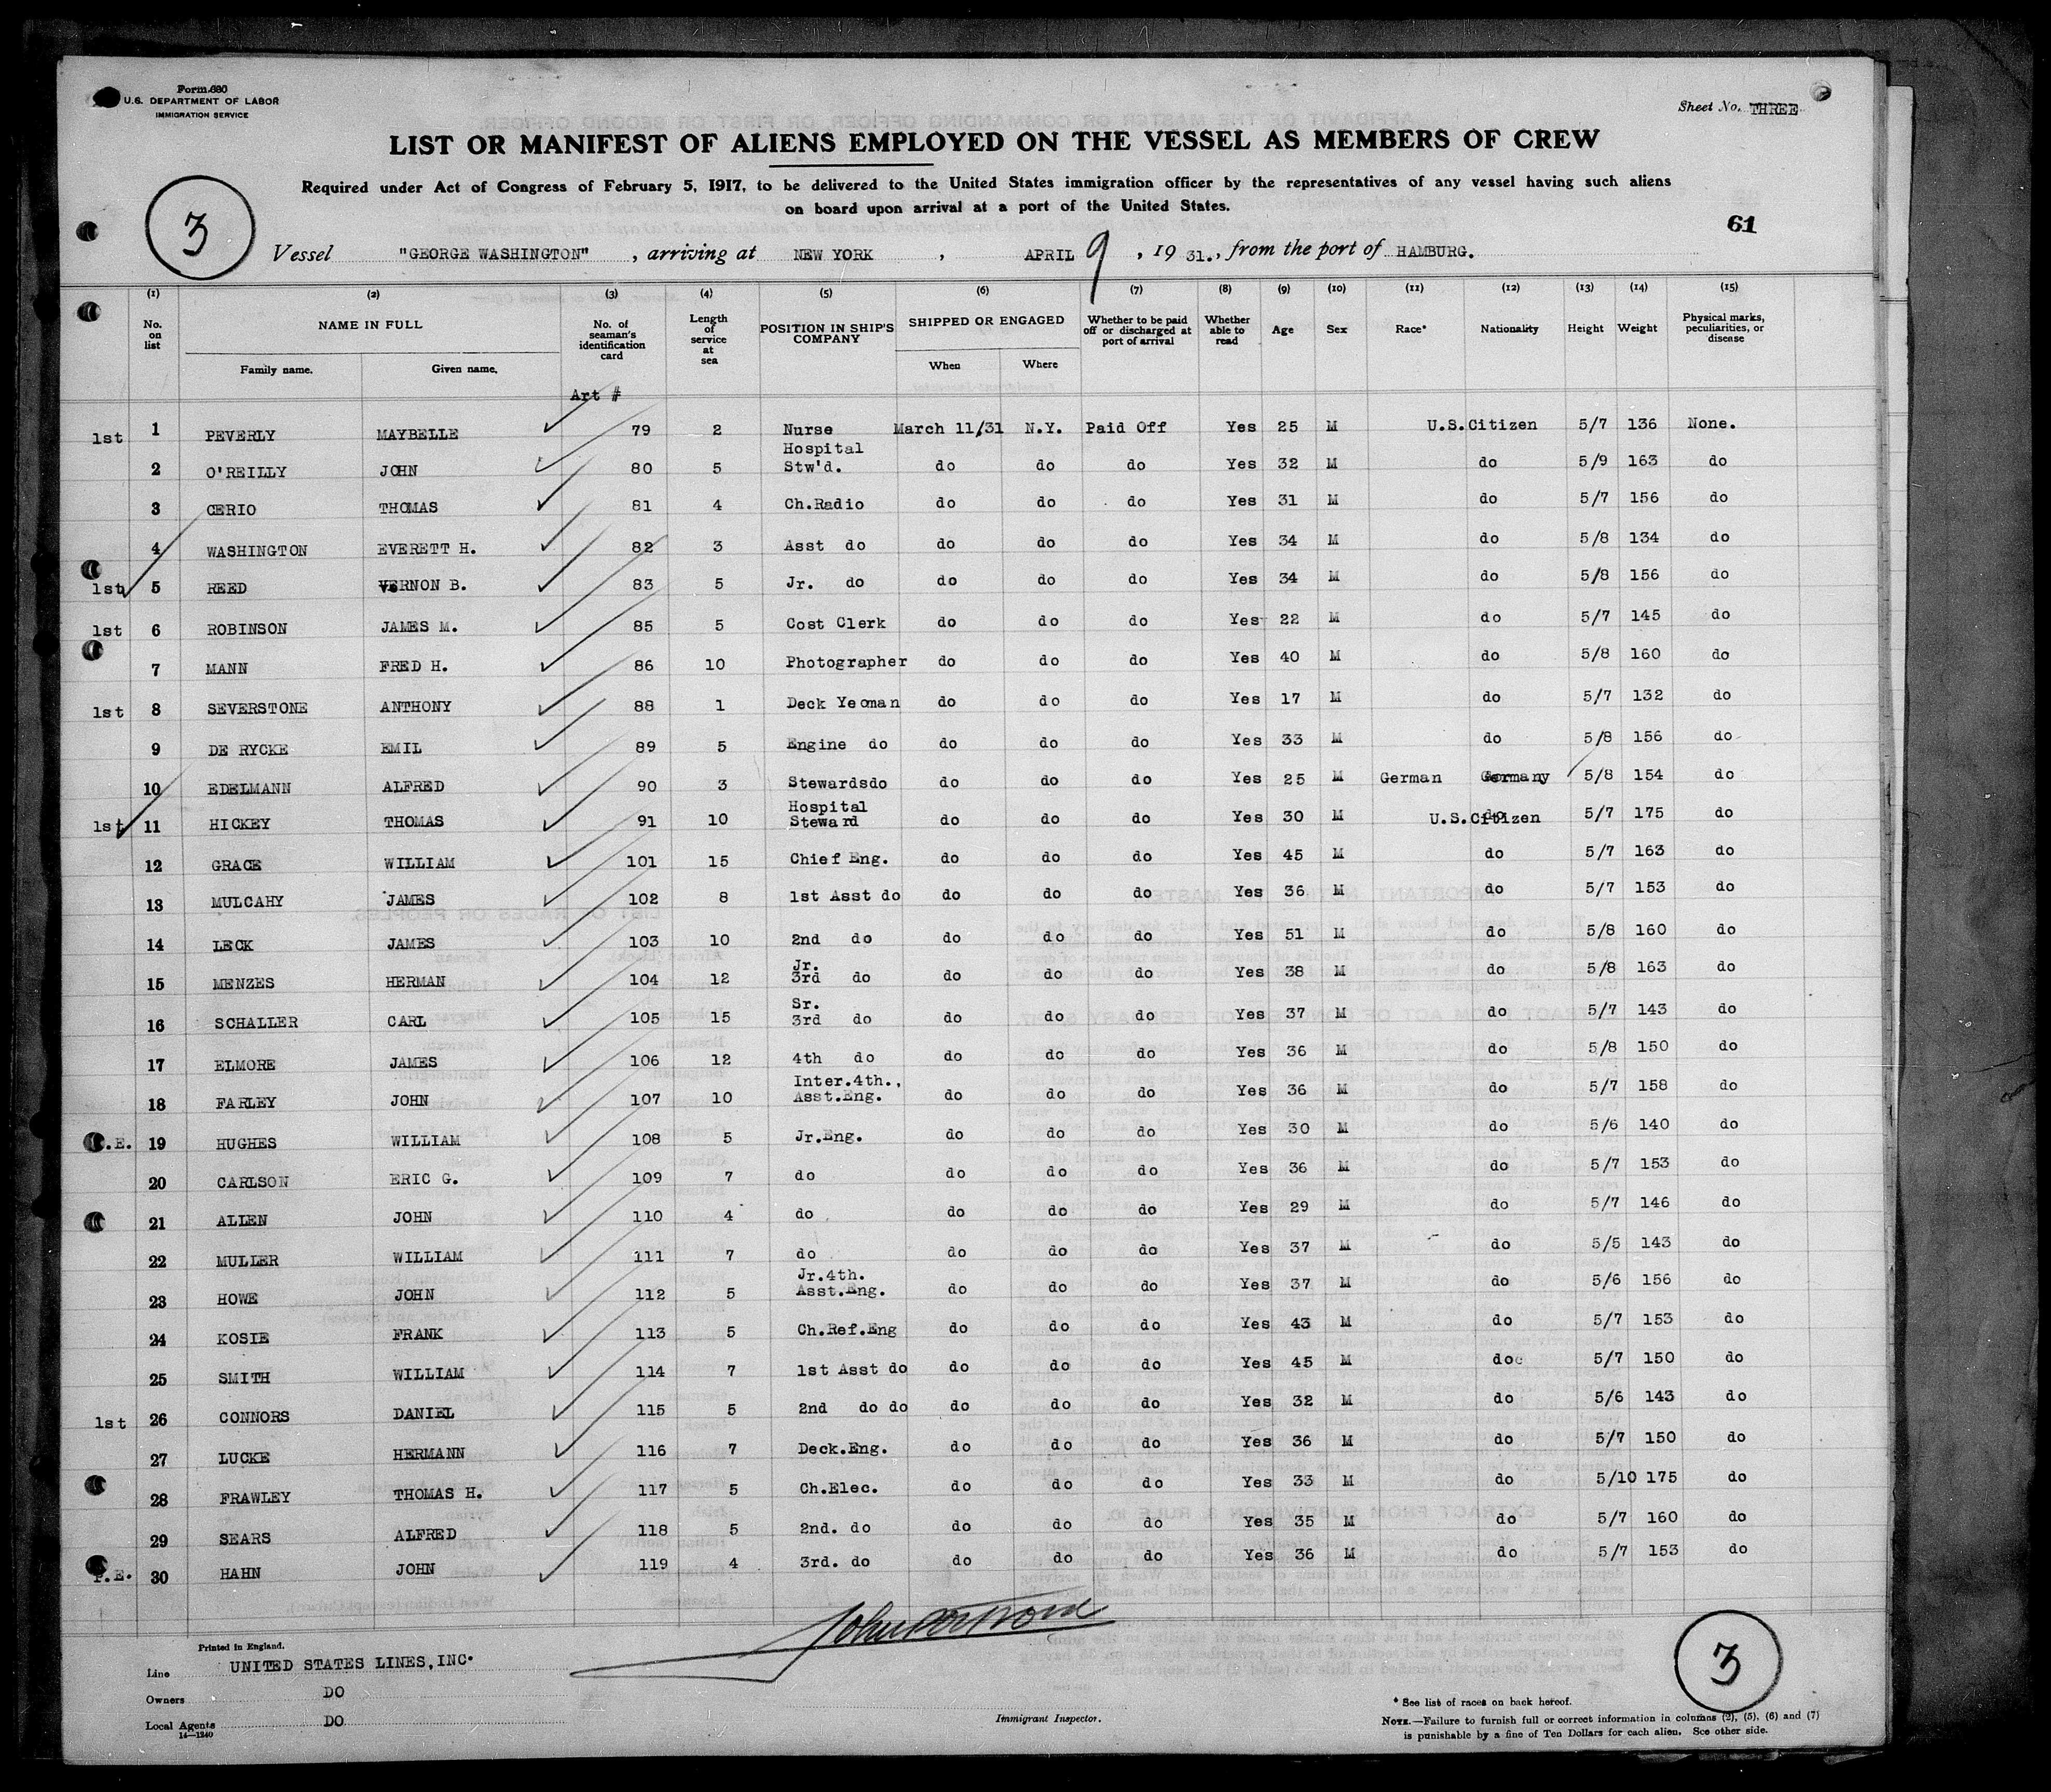 Form 680
U.S. DEPARTMENT OF LABOR
IMMIGRATION SERVICE
Sheet No. THREE
LIST OR MANIFEST OF ALIENS EMPLOYED ON THE VESSEL AS MEMBERS OF CREW
Required under Act of Congress of February 5, 1917, to be delivered to the United States immigration officer by the representatives of any vessel having such aliens
on board upon arrival at a port of the United States.
3
61
Vessel "GEORGE WASHINGTON", arriving at NEW YORK, APRIL 9, 1931., from the port of HAMBURG.
(1) (2) (3) (4) (5) (6) (7) (8) (9) (10) (11) (12) (13) (14) (15)
No. on list NAME IN FULL No. of seaman's identification card Length of service at sea POSITION IN SHIP'S COMPANY SHIPPED OR ENGAGED Whether to be paid off or discharged at port of arrival Whether able to read Age Sex Race* Nationality Height Weight Physical marks, peculiarities, or disease
Family name. Given name. When Where
Art #
1st 1 PEVERLY MAYBELLE 79 2 Nurse March 11/31 N.Y. Paid Off Yes 25 M U.S.Citizen 5/7 136 None.
2 O'REILLY JOHN 80 5 Hospital Stw'd. do do do Yes 32 M do 5/9 163 do
3 CERIO THOMAS 81 4 Ch.Radio do do do Yes 31 M do 5/7 156 do
4 WASHINGTON EVERETT H. 82 3 Asst do do do do Yes 34 M do 5/8 134 do
1st 5 REED VERNON B. 83 5 Jr. do do do do Yes 34 M do 5/8 156 do
1st 6 ROBINSON JAMES M. 85 5 Cost Clerk do do do Yes 22 M do 5/7 145 do
7 MANN FRED H. 86 10 Photographer do do do Yes 40 M do 5/8 160 do
1st 8 SEVERSTONE ANTHONY 88 1 Deck Yeoman do do do Yes 17 M do 5/7 132 do
9 DE RYCKE EMIL 89 5 Engine do do do do Yes 33 M do 5/8 156 do
10 EDELMANN ALFRED 90 3 Stewardsdo do do do Yes 25 M German Germany 5/8 154 do
1st 11 HICKEY THOMAS 91 10 Hospital Steward do do do Yes 30 M U.S.Citizen 5/7 175 do
12 GRACE WILLIAM 101 15 Chief Eng. do do do Yes 45 M do 5/7 163 do
13 MULCAHY JAMES 102 8 1st Asst do do do do Yes 36 M do 5/7 153 do
14 LECK JAMES 103 10 2nd do do do do Yes 51 M do 5/8 160 do
15 MENZES HERMAN 104 12 Jr. 3rd do do do do Yes 38 M do 5/8 163 do
16 SCHALLER CARL 105 15 Sr. 3rd do do do do Yes 37 M do 5/7 143 do
17 ELMORE JAMES 106 12 4th do do do do Yes 36 M do 5/8 150 do
18 FARLEY JOHN 107 10 Inter.4th., Asst.Eng. do do do Yes 36 M do 5/7 158 do
.E. 19 HUGHES WILLIAM 108 5 Jr.Eng. do do do Yes 30 M do 5/6 140 do
20 CARLSON ERIC G. 109 7 do do do do Yes 36 M do 5/7 153 do
21 ALLEN JOHN 110 4 do do do do Yes 29 M do 5/7 146 do
22 MULLER WILLIAM 111 7 do do do do Yes 37 M do 5/5 143 do
23 HOWE JOHN 112 5 Jr.4th. Asst.Eng. do do do Yes 37 M do 5/6 156 do
24 KOSIE FRANK 113 5 Ch.Ref.Eng do do do Yes 43 M do 5/7 153 do
25 SMITH WILLIAM 114 7 1st Asst do do do do Yes 45 M do 5/7 150 do
1st 26 CONNORS DANIEL 115 5 2nd do do do do do Yes 32 M do 5/6 143 do
27 LUCKE HERMANN 116 7 Deck.Eng. do do do Yes 36 M do 5/7 150 do
28 FRAWLEY THOMAS H. 117 5 Ch.Elec. do do do Yes 33 M do 5/10 175 do
29 SEARS ALFRED 118 5 2nd. do do do do Yes 35 M do 5/7 160 do
P.E. 30 HAHN JOHN 119 4 3rd. do do do do Yes 36 M do 5/7 153 do
Printed in England.
Line UNITED STATES LINES, INC.
Owners DO
Local Agents DO
14—1240
Immigrant Inspector.
* See list of races on back hereof.
NOTE.—Failure to furnish full or correct information in columns (2), (5), (6) and (7)
is punishable by a fine of Ten Dollars for each alien. See other side.
3